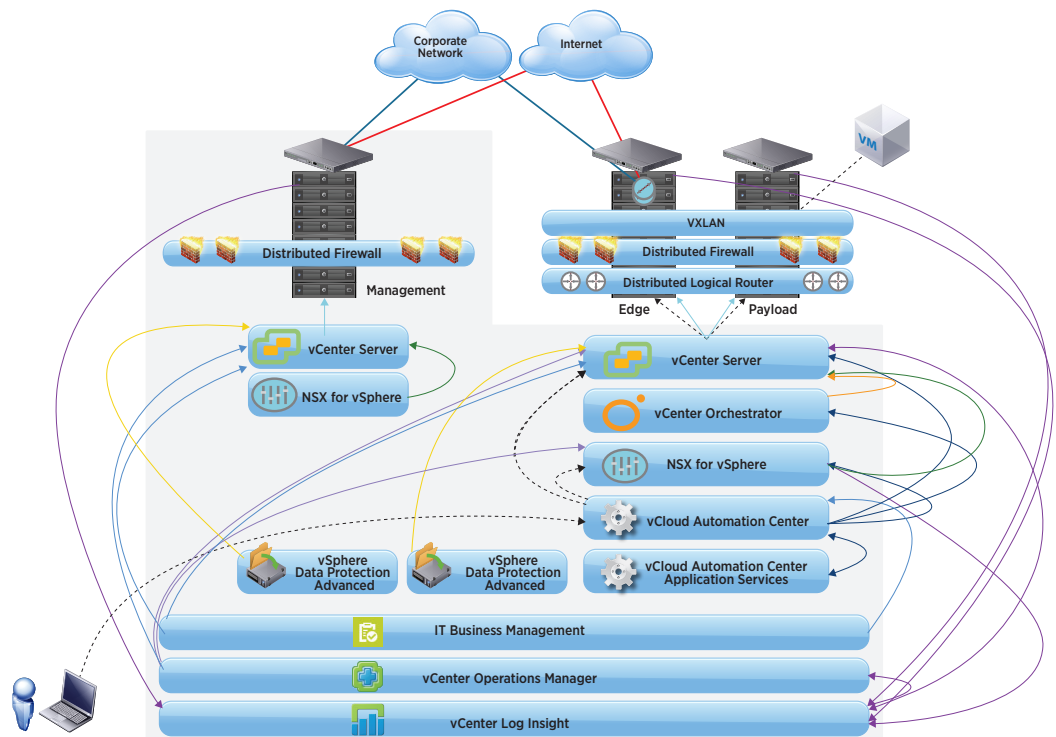 Corporate
Network
Internet
VM
VXLAN
Distributed Firewall
Distributed Firewall
Distributed Logical Router
Management
Edge
Payload
vCenter Server
vCenter Server
NSX for vSphere
vCenter Orchestrator
NSX for vSphere
vCloud Automation Center
vSphere
Data Protection
Advanced
vSphere
Data Protection
Advanced
vCloud Automation Center
Application Services
IT Business Management
vCenter Operations Manager
vCenter Log Insight